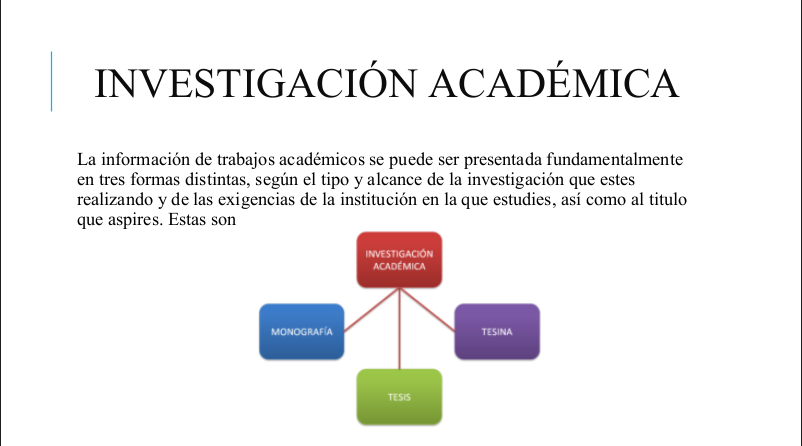 INVESTIGACIÓN ACADÉMICA
La información de trabajos académicos se puede ser presentada fundamentalmente
en tres formas distintas, según el tipo y alcance de la investigación que estes
realizando y de las exigencias de la institución en la que estudies, así como al titulo
que aspires. Estas son
INVESTIGACIÓN
ACADÉMICA
MONOGRAFÍA
TESINA
TESIS